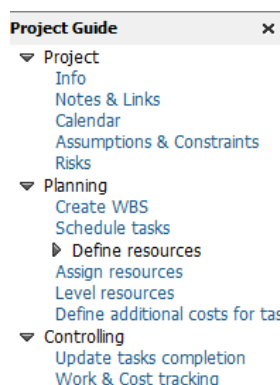 Project Guide
Project
Info
Notes & Links
Calendar
Assumptions & Constraints
Risks
Planning
Create WBS
Schedule tasks
Define resources
Assign resources
Level resources
Define additional costs for tas
Controlling
Update tasks completion
Work & Cost tracking